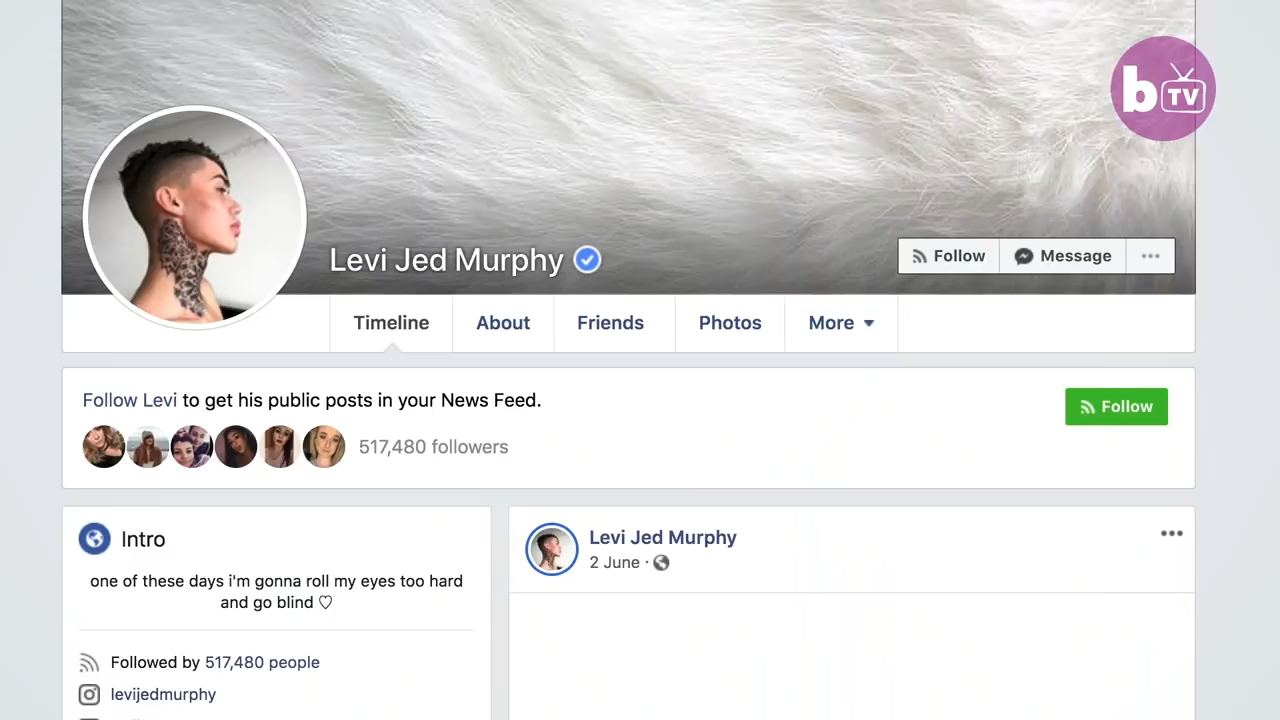 b TV
Levi Jed Murphy
Follow
Message
Timeline
About
Friends
Photos
More
Follow Levi to get his public posts in your News Feed.
Follow
517,480 followers
Intro
one of these days i'm gonna roll my eyes too hard
and go blind ♡
Followed by 517,480 people
levijedmurphy
Levi Jed Murphy
2 June ·